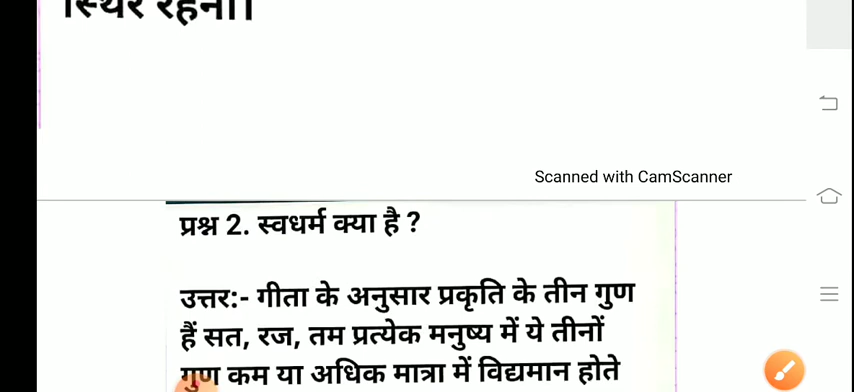 स्थिर रहना।
Scanned with CamScanner
प्रश्न 2. स्वधर्म क्या है ?
उत्तर:- गीता के अनुसार प्रकृति के तीन गुण
हैं सत, रज, तम प्रत्येक मनुष्य में ये तीनों
गुण कम या अधिक मात्रा में विद्यमान होते